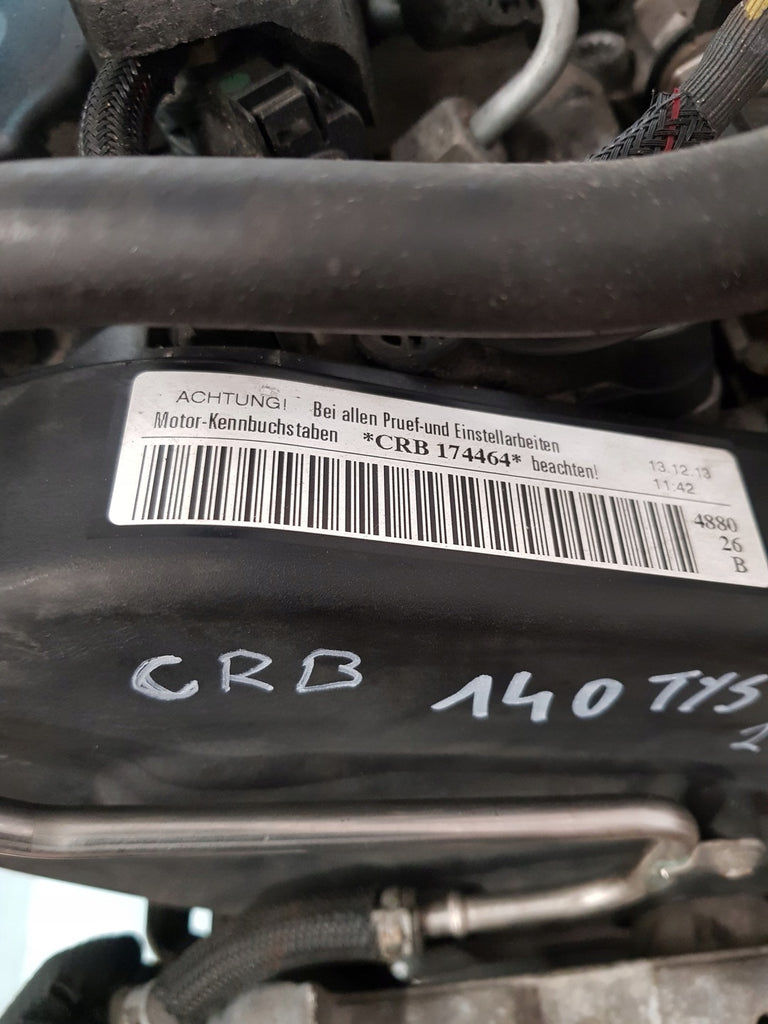 ACHTUNG! Bei allen Pruef-und Einstellarbeiten
Motor-Kennbuchstaben *CRB 174464* beachten!
13.12.13
11:42
4880
26
B
CRB 140 TYS